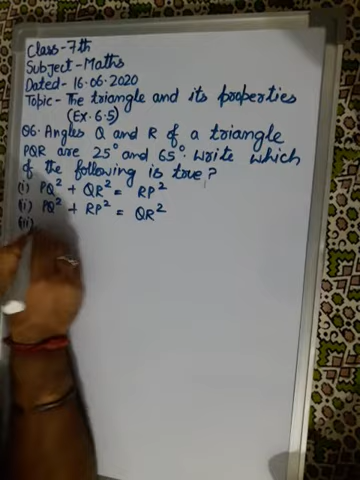 Class-7th
Subject-Maths
Dated-16.06.2020
Topic-The triangle and its properties
(Ex.6.5)
Q6. Angles Q and R of a triangle
PQR are 25° and 65°. Write which
of the following is true?
(i) PQ² + QR² = RP²
(ii) PQ² + RP² = QR²
(iii)